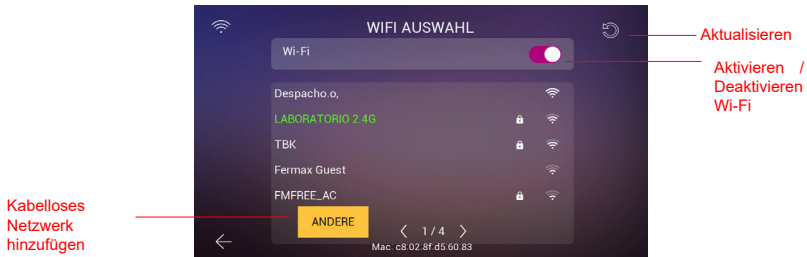 WIFI AUSWAHL
Wi-Fi
Despacho.o,
LABORATORIO 2.4G
TBK
Fermax Guest
FMFREE_AC
ANDERE
1 / 4
Mac: c8:02:8f:d5:60:83
Aktualisieren
Aktivieren /
Deaktivieren
Wi-Fi
Kabelloses
Netzwerk
hinzufügen